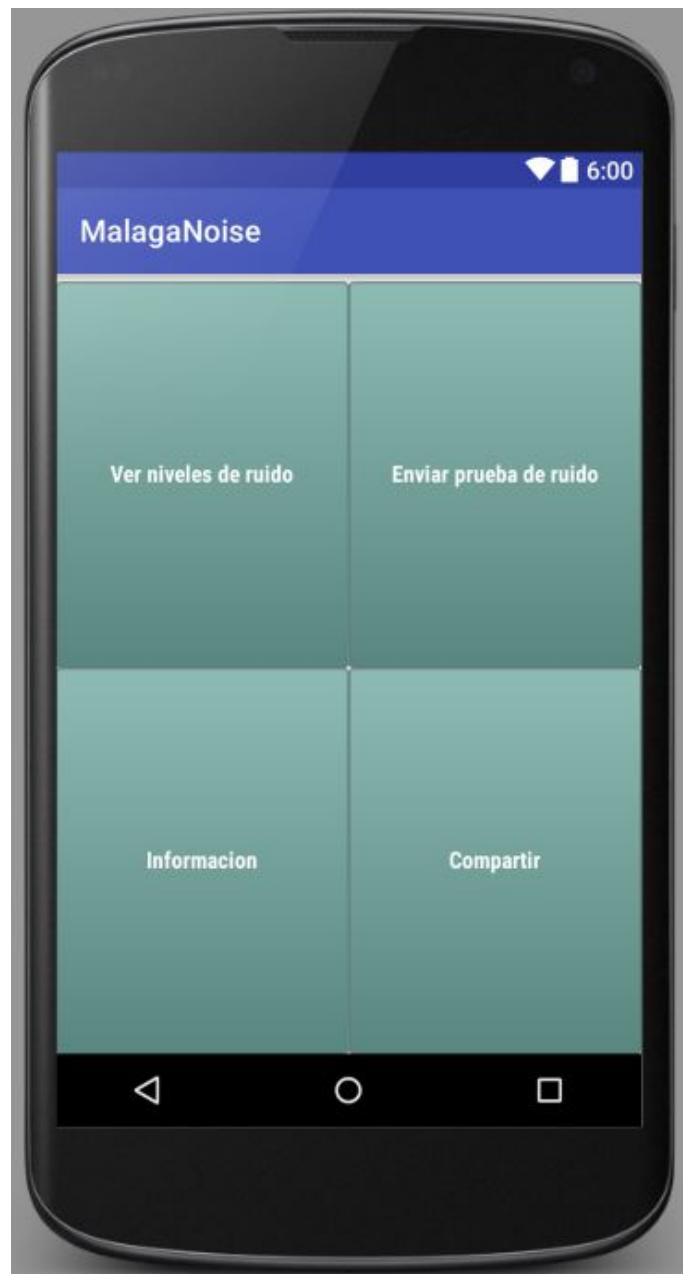 6:00
MalagaNoise
Ver niveles de ruido
Enviar prueba de ruido
Informacion
Compartir